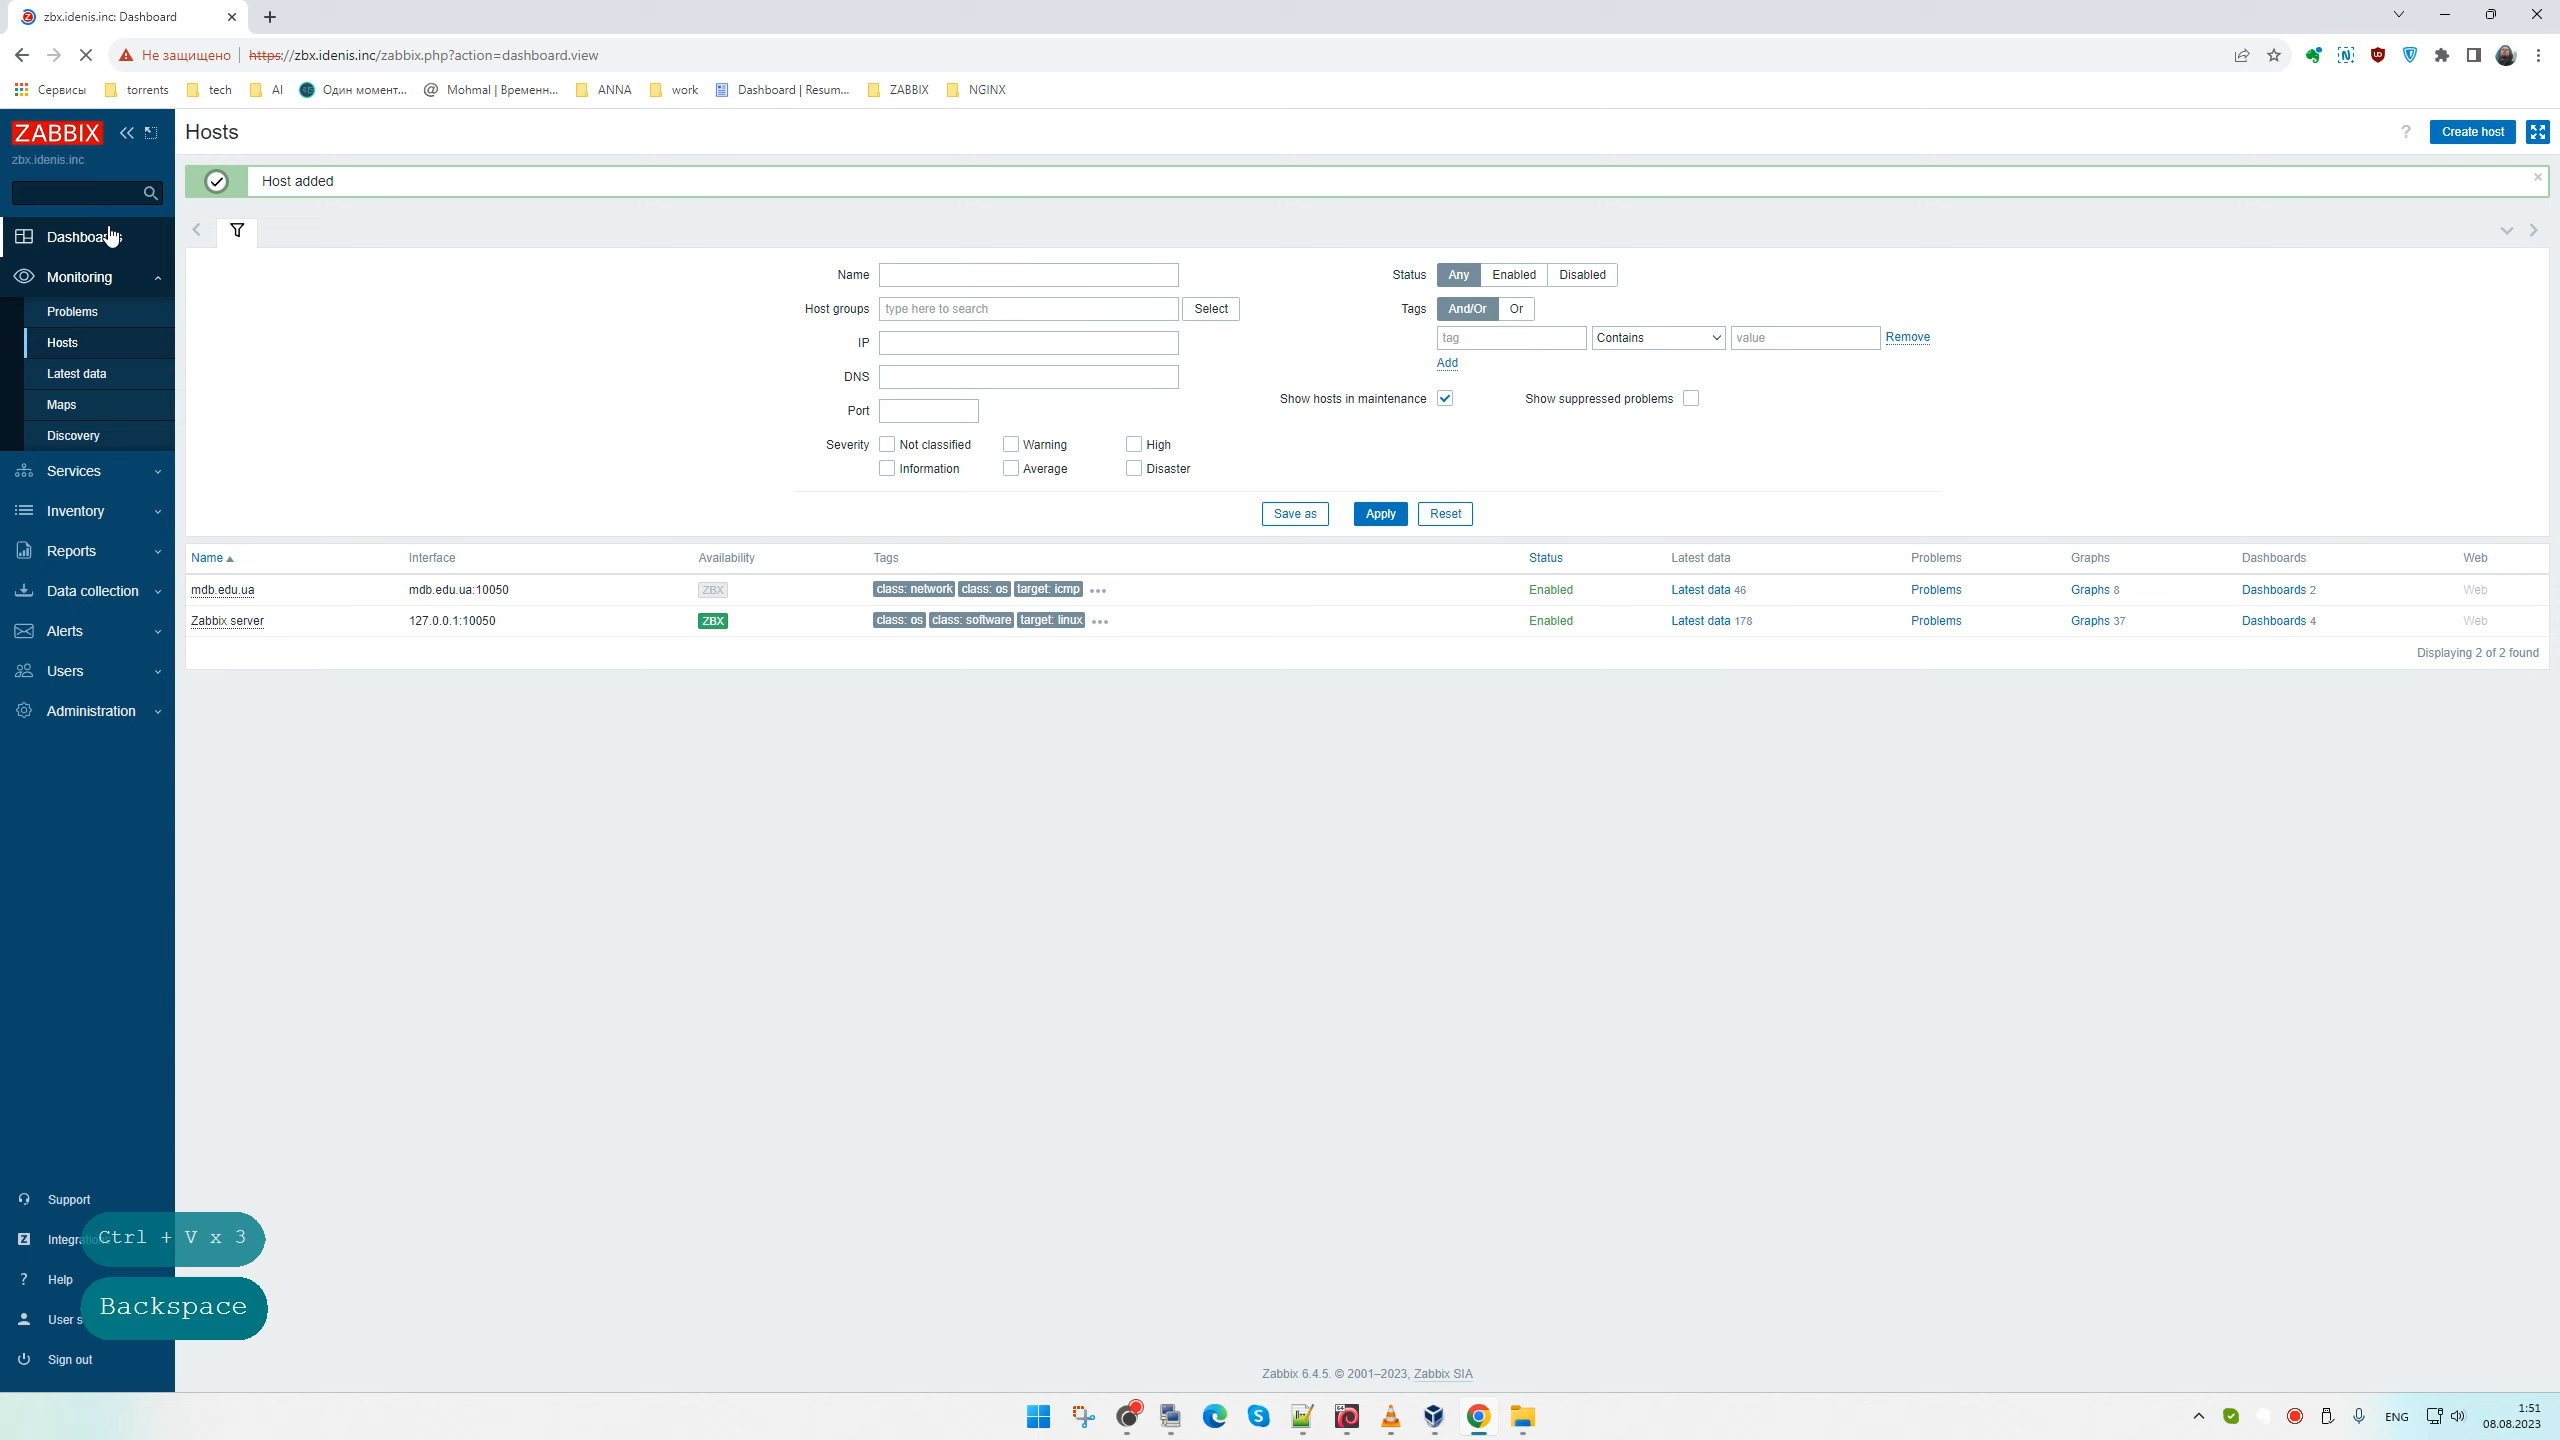 zbx.idenis.inc: Dashboard
Не защищено https://zbx.idenis.inc/zabbix.php?action=dashboard.view
Сервисы torrents tech AI Один момент... Mohmal | Временн... ANNA work Dashboard | Resum... ZABBIX NGINX
ZABBIX
zbx.idenis.inc
Hosts
? Create host
Host added
Monitoring
Problems
Hosts
Latest data
Maps
Discovery
Services
Inventory
Reports
Data collection
Alerts
Users
Administration
Support
Help
Sign out
Name
Host groups type here to search Select
IP
DNS
Port
Severity Not classified Warning High
Information Average Disaster
Status Any Enabled Disabled
Tags And/Or Or
tag Contains value Remove
Add
Show hosts in maintenance Show suppressed problems
Save as Apply Reset
Name Interface Availability Tags Status Latest data Problems Graphs Dashboards Web
mdb.edu.ua mdb.edu.ua:10050 ZBX class: network class: os target: icmp Enabled Latest data 46 Problems Graphs 8 Dashboards 2 Web
Zabbix server 127.0.0.1:10050 ZBX class: os class: software target: linux Enabled Latest data 178 Problems Graphs 37 Dashboards 4 Web
Displaying 2 of 2 found
Ctrl + V x 3
Backspace
Zabbix 6.4.5. © 2001–2023, Zabbix SIA
ENG
1:51
08.08.2023